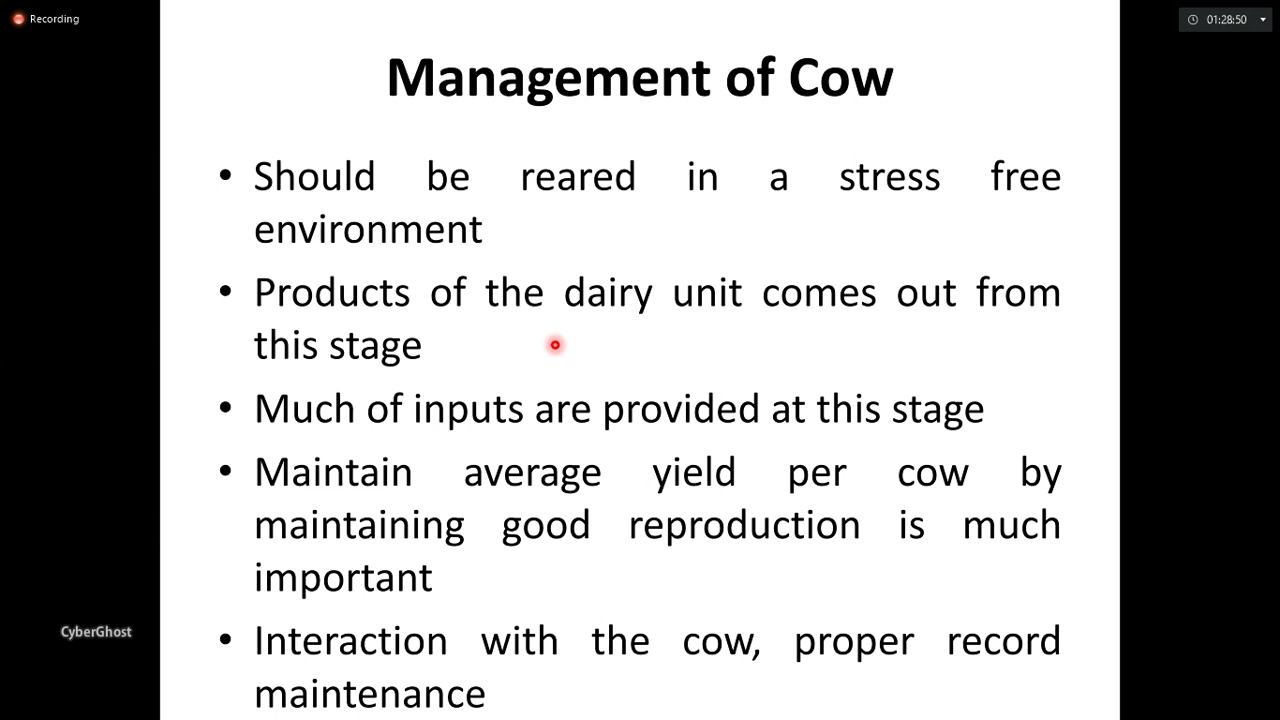 Recording
01:28:50
Management of Cow
• Should be reared in a stress free
environment
• Products of the dairy unit comes out from
this stage
• Much of inputs are provided at this stage
• Maintain average yield per cow by
maintaining good reproduction is much
important
• Interaction with the cow, proper record
maintenance
CyberGhost